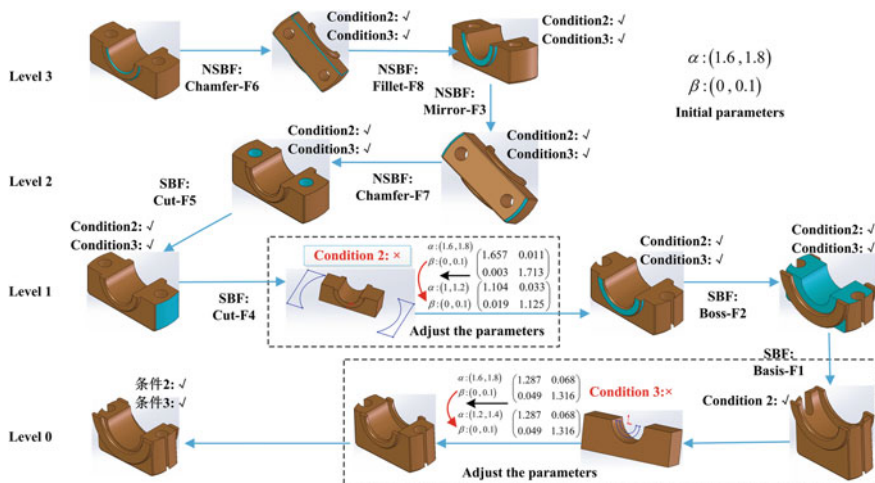 Condition2: √
Condition3: √
Condition2: √
Condition3: √
Level 3
NSBF:
Chamfer-F6
NSBF:
Fillet-F8
α:(1.6,1.8)
β:(0,0.1)
Initial parameters
NSBF:
Mirror-F3
Condition2: √
Condition3: √
Condition2: √
Condition3: √
Level 2
NSBF:
Chamfer-F7
SBF:
Cut-F5
Condition2: √
Condition3: √
Level 1
SBF:
Cut-F4
Condition 2: ×
α:(1.6,1.8)
β:(0,0.1)
1.657 0.011
0.003 1.713
α:(1,1.2)
β:(0,0.1)
1.104 0.033
0.019 1.125
Adjust the parameters
Condition2: √
Condition3: √
SBF:
Boss-F2
Condition2: √
Condition3: √
SBF:
Basis-F1
Level 0
条件2: √
条件3: √
α:(1.6,1.8)
β:(0,0.1)
1.287 0.068
0.049 1.316
α:(1.2,1.4)
β:(0,0.1)
1.287 0.068
0.049 1.316
Condition 3:×
Adjust the parameters
Condition 2: √